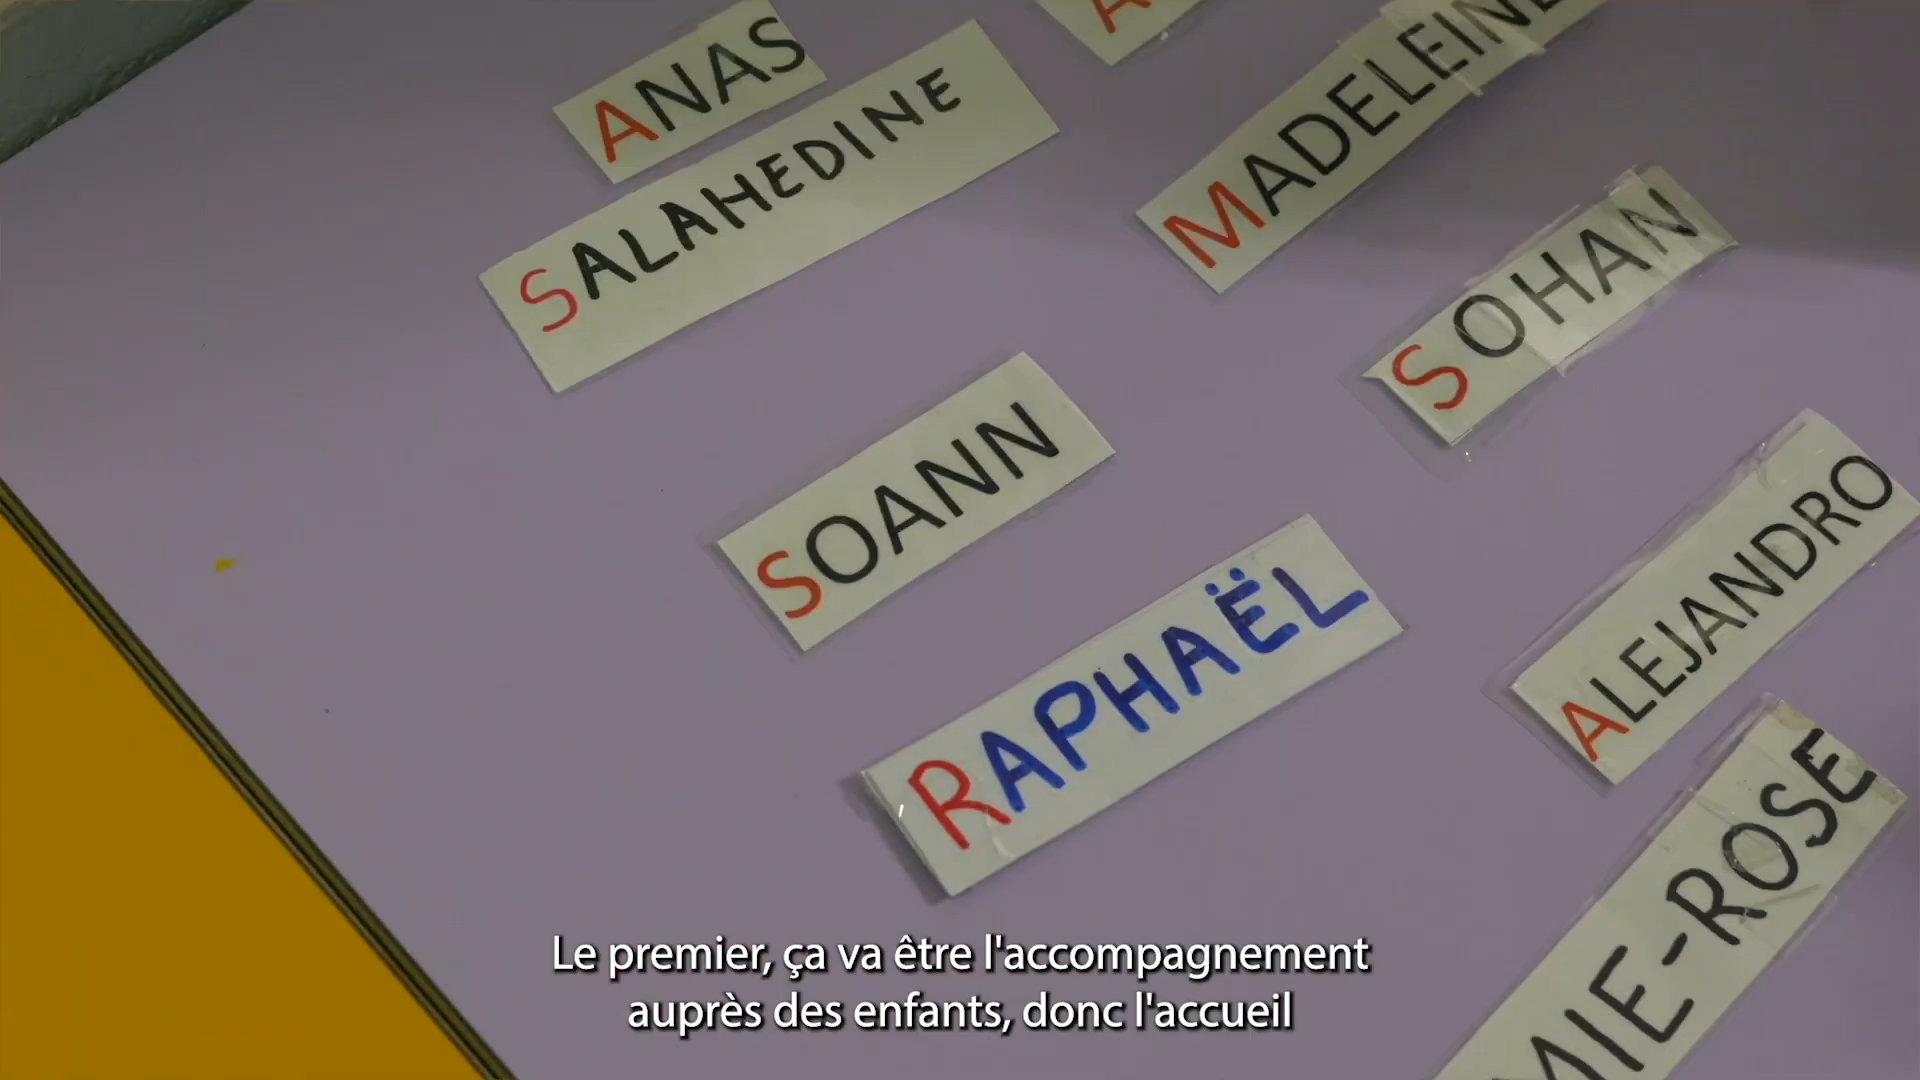 ANAS
SALAHEDINE
MADELEINE
SOHAN
SOANN
RAPHAËL
ALEJANDRO
MIE-ROSE
Le premier, ça va être l'accompagnement
auprès des enfants, donc l'accueil